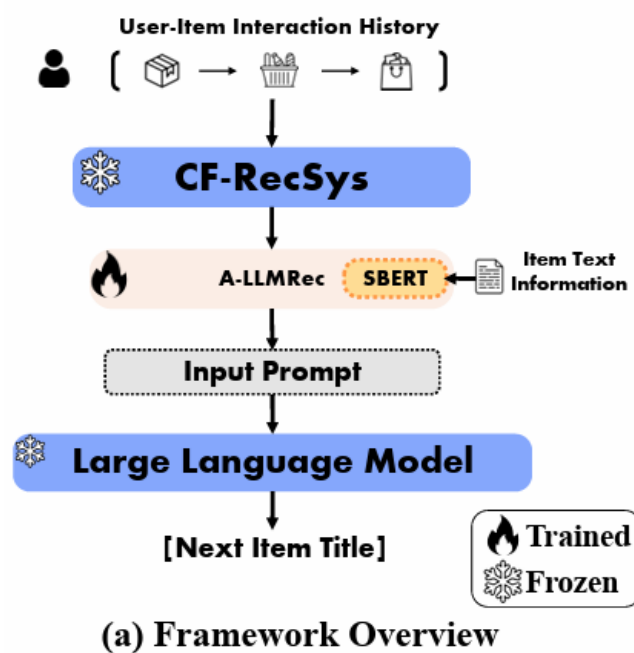 User-Item Interaction History
CF-RecSys
A-LLMRec
SBERT
Item Text
Information
Input Prompt
Large Language Model
[Next Item Title]
Trained
Frozen
(a) Framework Overview